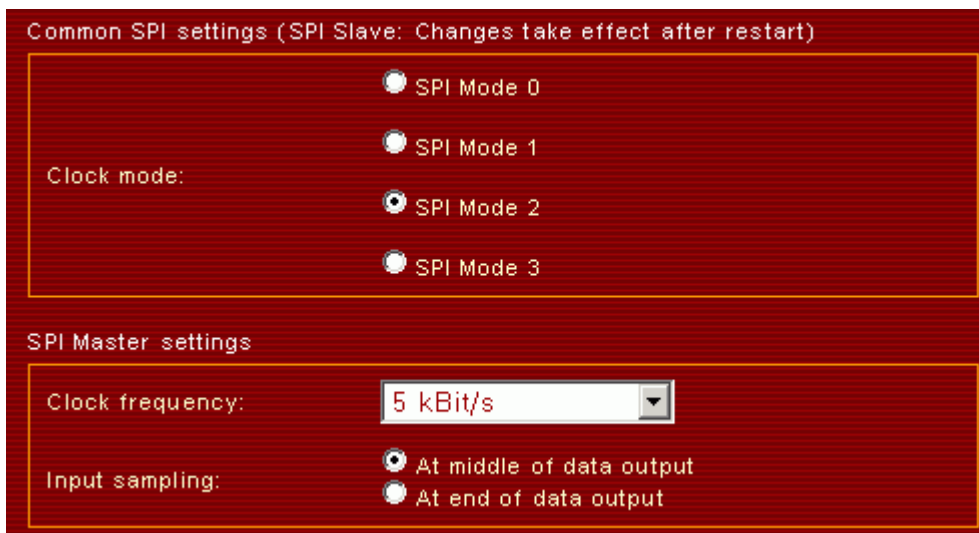 Common SPI settings (SPI Slave: Changes take effect after restart)
Clock mode:
SPI Mode 0
SPI Mode 1
SPI Mode 2
SPI Mode 3
SPI Master settings
Clock frequency:
5 kBit/s
Input sampling:
At middle of data output
At end of data output